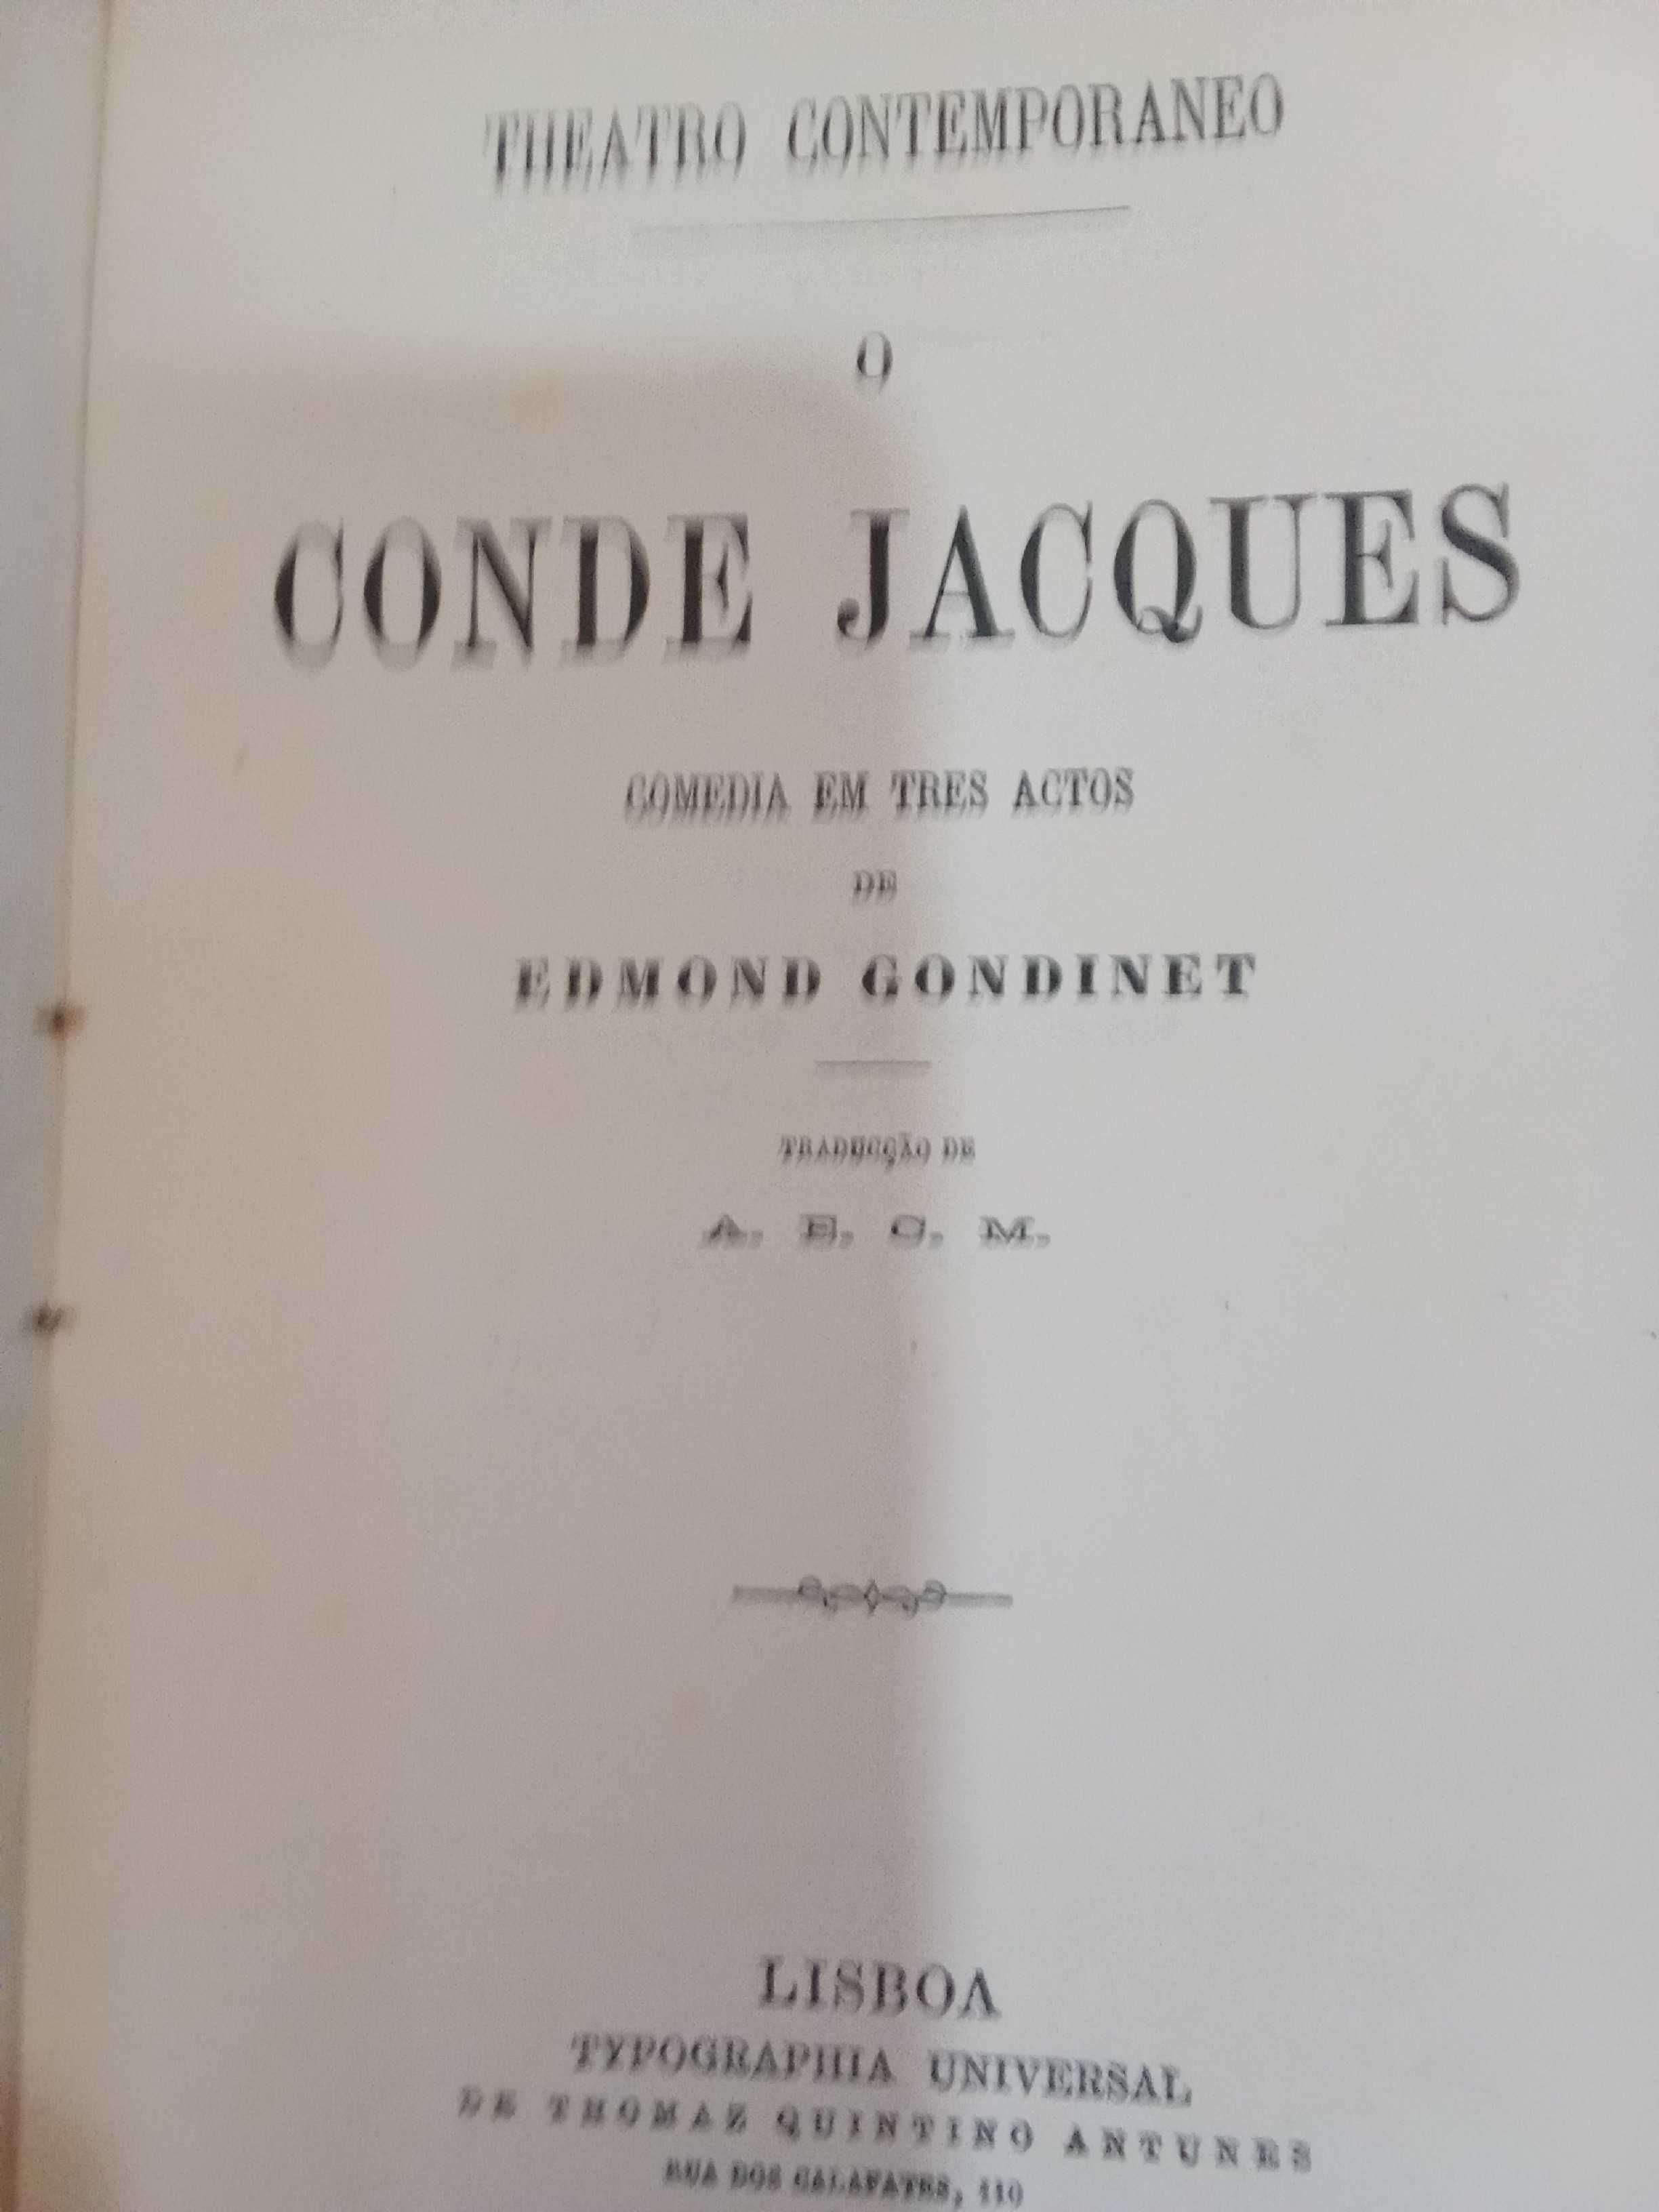 THEATRO CONTEMPORANEO
O
CONDE JACQUES
COMEDIA EM TRES ACTOS
DE
EDMOND GONDINET
TRADUCÇÃO DE
A. E. C. M.
LISBOA
TYPOGRAPHIA UNIVERSAL
DE THOMAZ QUINTINO ANTUNES
RUA DOS CALAFATES, 110